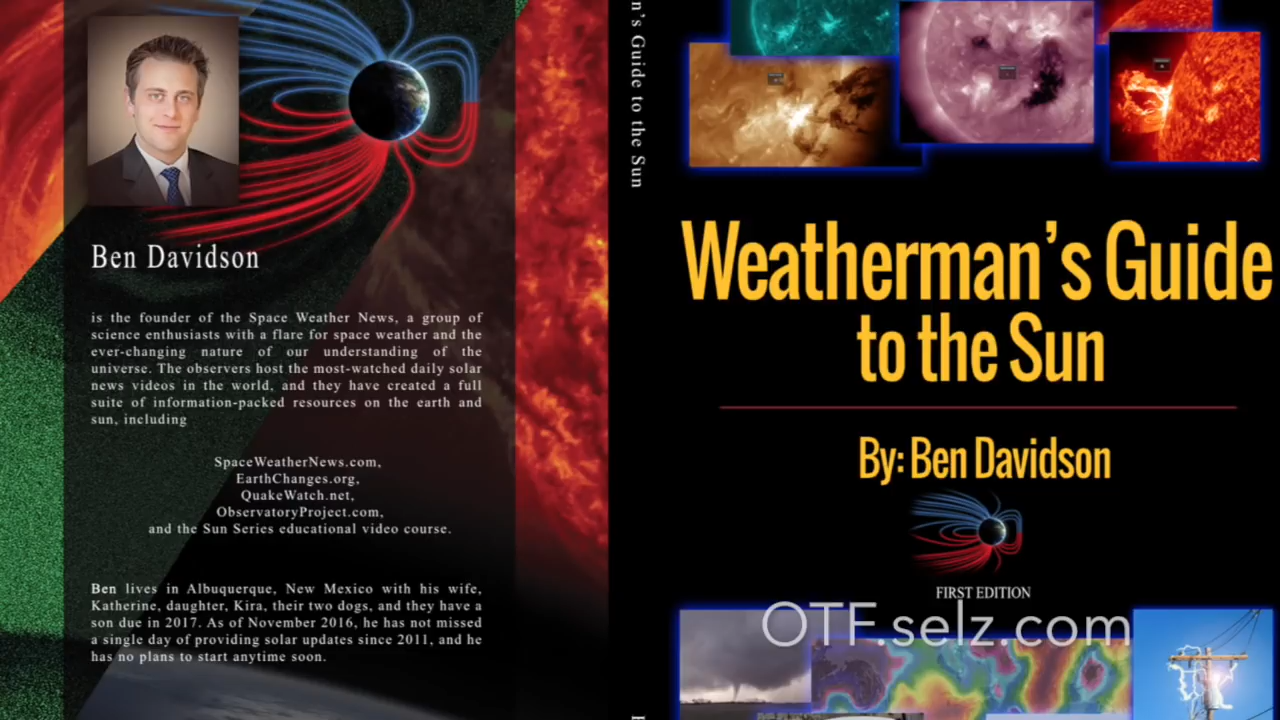 Ben Davidson
is the founder of the Space Weather News, a group of
science enthusiasts with a flare for space weather and the
ever-changing nature of our understanding of the
universe. The observers host the most-watched daily solar
news videos in the world, and they have created a full
suite of information-packed resources on the earth and
sun, including
SpaceWeatherNews.com,
EarthChanges.org,
QuakeWatch.net,
ObservatoryProject.com,
and the Sun Series educational video course.
Ben lives in Albuquerque, New Mexico with his wife,
Katherine, daughter, Kira, their two dogs, and they have a
son due in 2017. As of November 2016, he has not missed
a single day of providing solar updates since 2011, and he
has no plans to start anytime soon.
n's Guide to the Sun
Weatherman's Guide
to the Sun
By: Ben Davidson
FIRST EDITION
OTF.selz.com